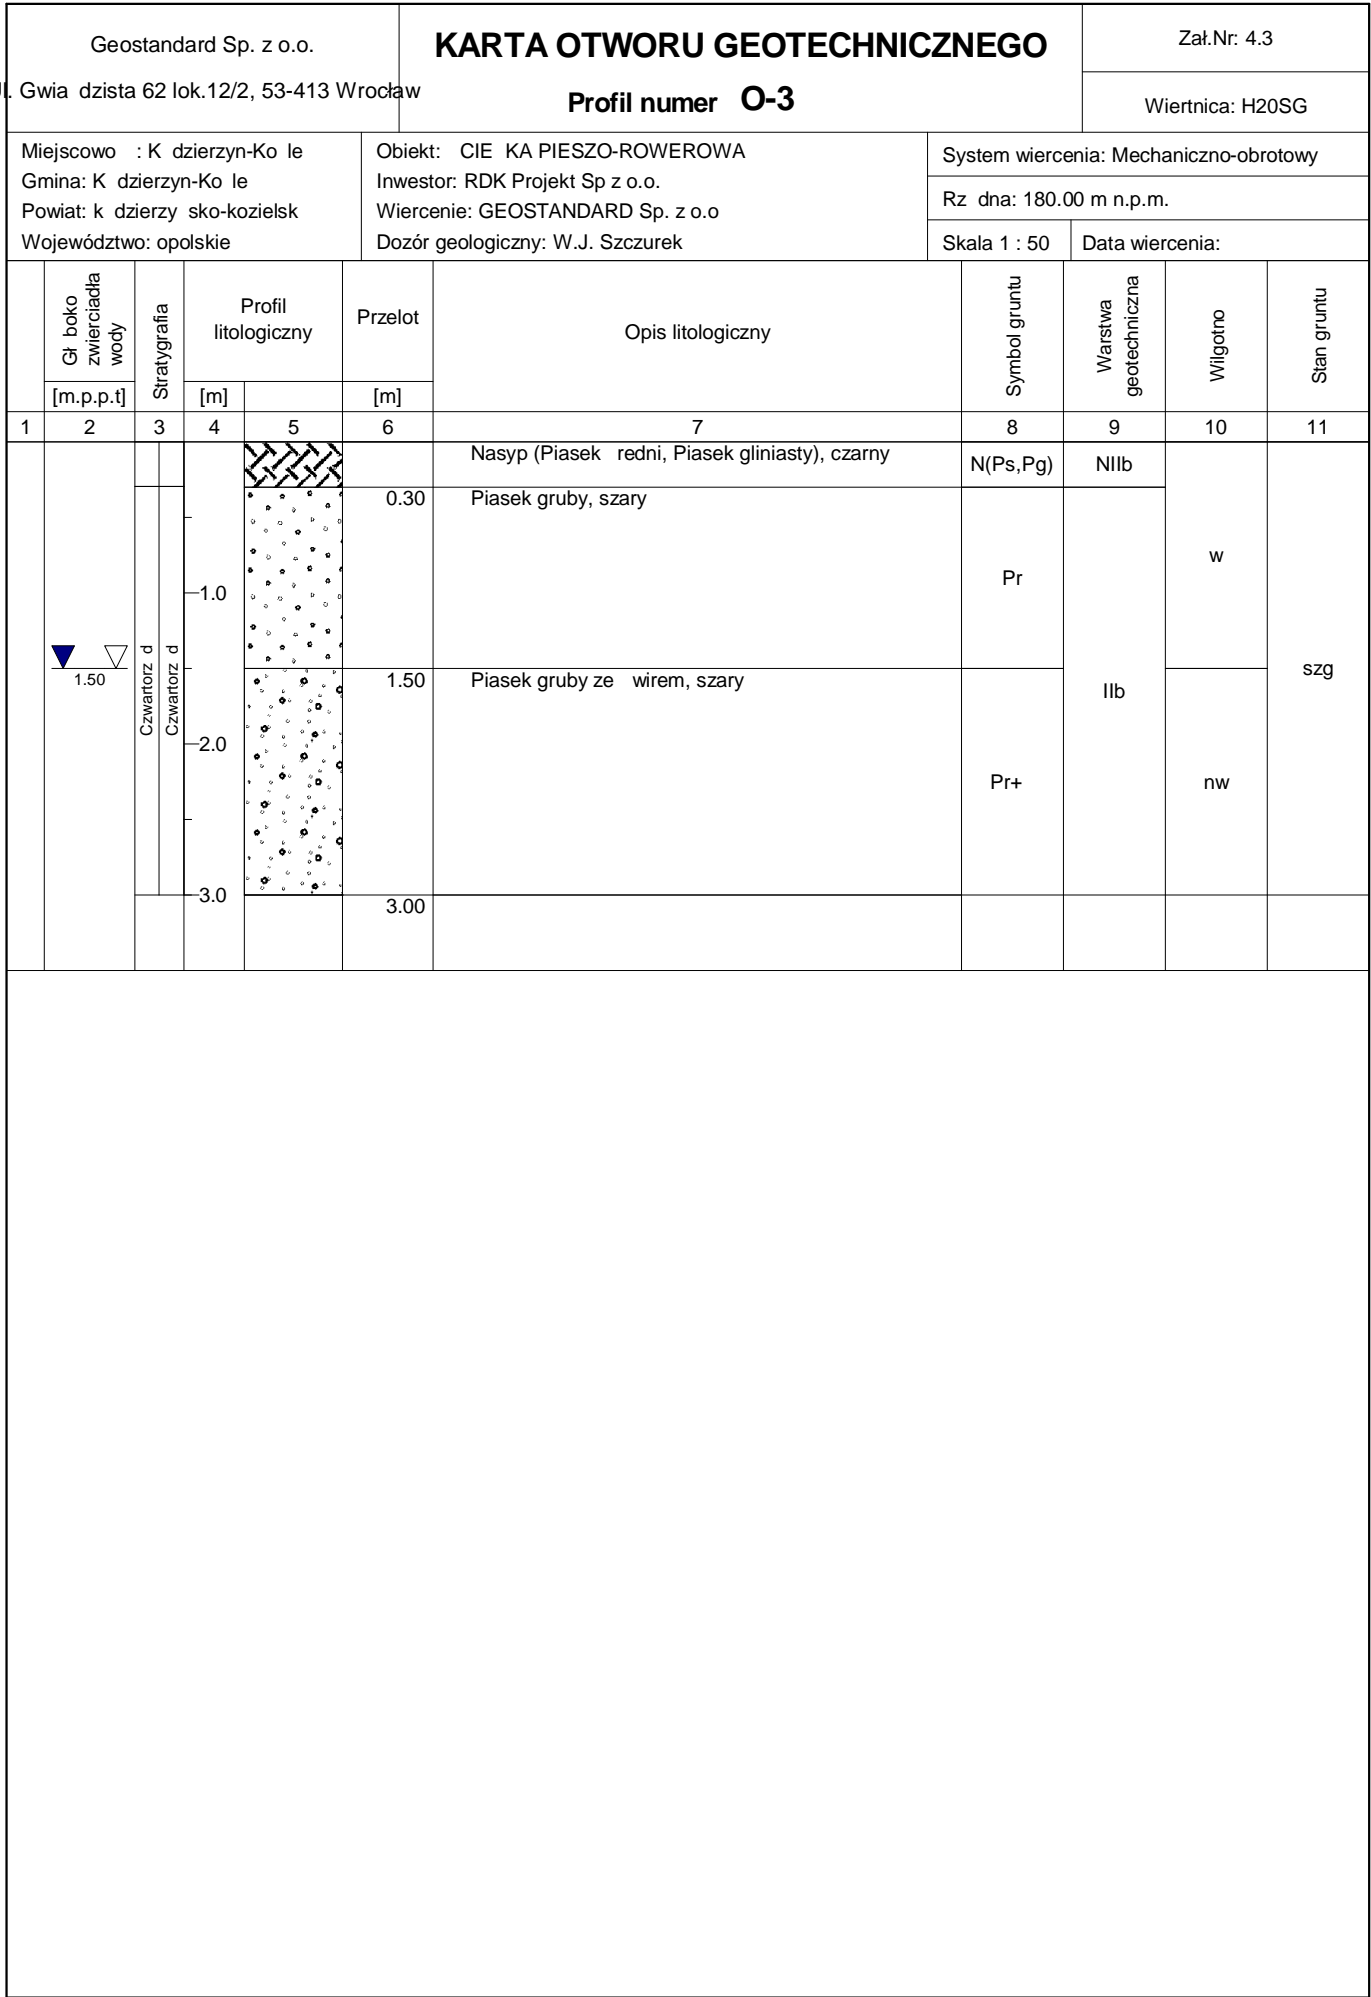 Geostandard Sp. z o.o.
ul. Gwia dzista 62 lok.12/2, 53-413 Wrocław
KARTA OTWORU GEOTECHNICZNEGO
Profil numer O-3
Zał.Nr: 4.3
Wiertnica: H20SG
Miejscowo : K dzierzyn-Ko le
Gmina: K dzierzyn-Ko le
Powiat: k dzierzy sko-kozielsk
Województwo: opolskie
Obiekt: CIE KA PIESZO-ROWEROWA
Inwestor: RDK Projekt Sp z o.o.
Wiercenie: GEOSTANDARD Sp. z o.o
Dozór geologiczny: W.J. Szczurek
System wiercenia: Mechaniczno-obrotowy
Rz dna: 180.00 m n.p.m.
Skala 1 : 50
Data wiercenia:
Gł boko
zwierciadła
wody
[m.p.p.t]
Stratygrafia
Profil
litologiczny
[m]
Przelot
[m]
Opis litologiczny
Symbol gruntu
Warstwa
geotechniczna
Wilgotno
Stan gruntu
1 2 3 4 5 6 7 8 9 10 11
Nasyp (Piasek redni, Piasek gliniasty), czarny
N(Ps,Pg)
NIIb
0.30
Piasek gruby, szary
Pr
w
1.0
1.50
Czwartorz d
Czwartorz d
1.50
Piasek gruby ze wirem, szary
Pr+
IIb
nw
szg
2.0
3.0
3.00